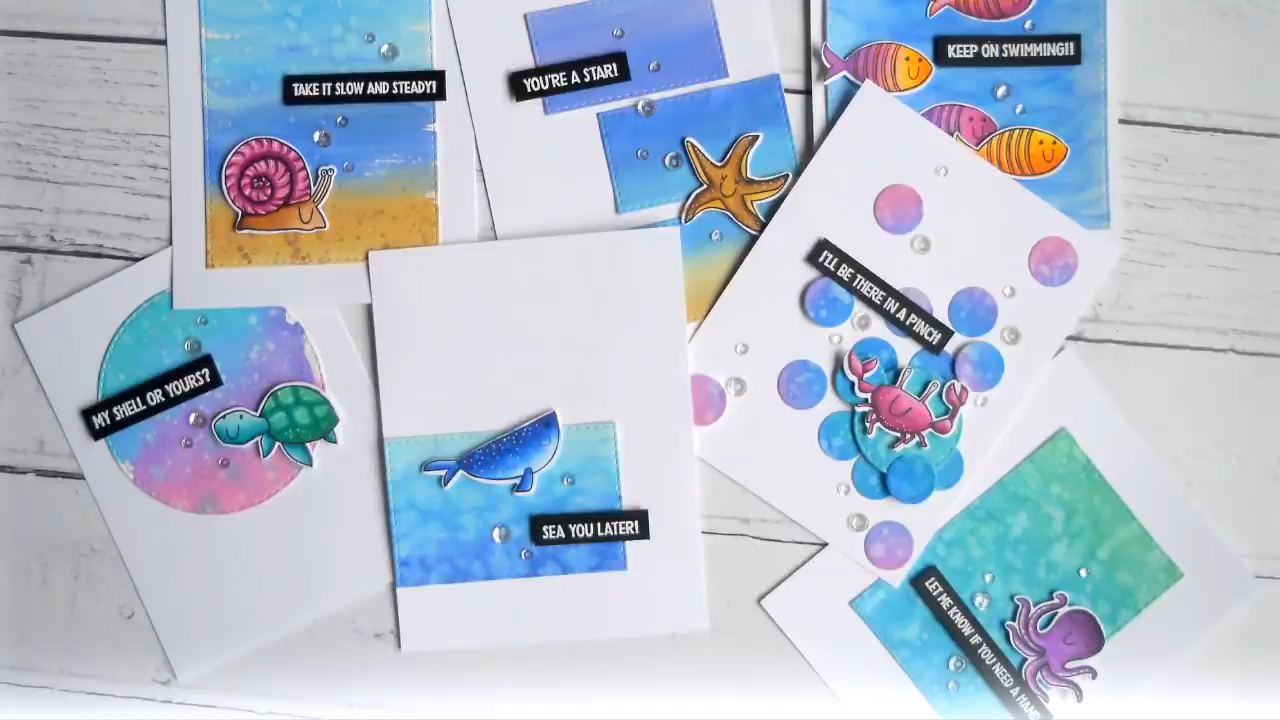 TAKE IT SLOW AND STEADY!
YOU'RE A STAR!
KEEP ON SWIMMING!!
I'LL BE THERE IN A PINCH
MY SHELL OR YOURS?
SEA YOU LATER!
LET ME KNOW IF YOU NEED A HAND